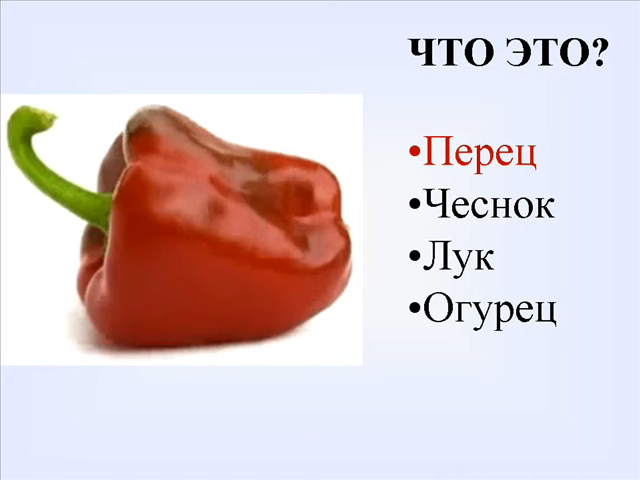 ЧТО ЭТО?
•Перец
•Чеснок
•Лук
•Огурец